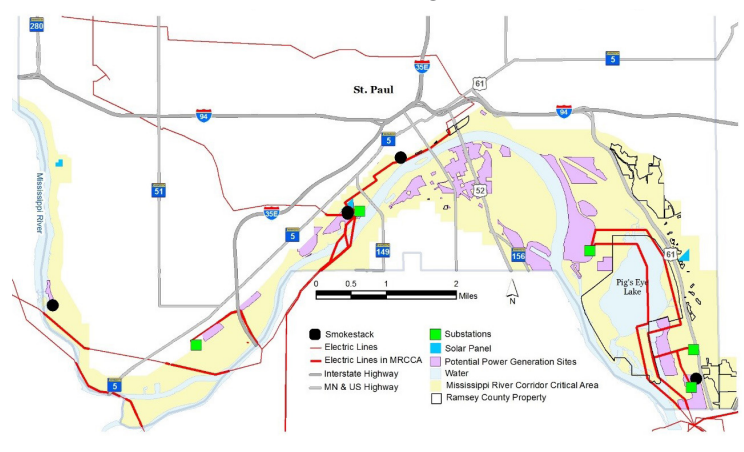 280
5
35E
61
St. Paul
94
94
5
Mississippi River
51
52
35E
5
149
156
61
Pig's Eye
Lake
0 0.5 1 2
Miles
N
Smokestack
Electric Lines
Electric Lines in MRCCA
Interstate Highway
MN & US Highway
Substations
Solar Panel
Potential Power Generation Sites
Water
Mississippi River Corridor Critical Area
Ramsey County Property
5